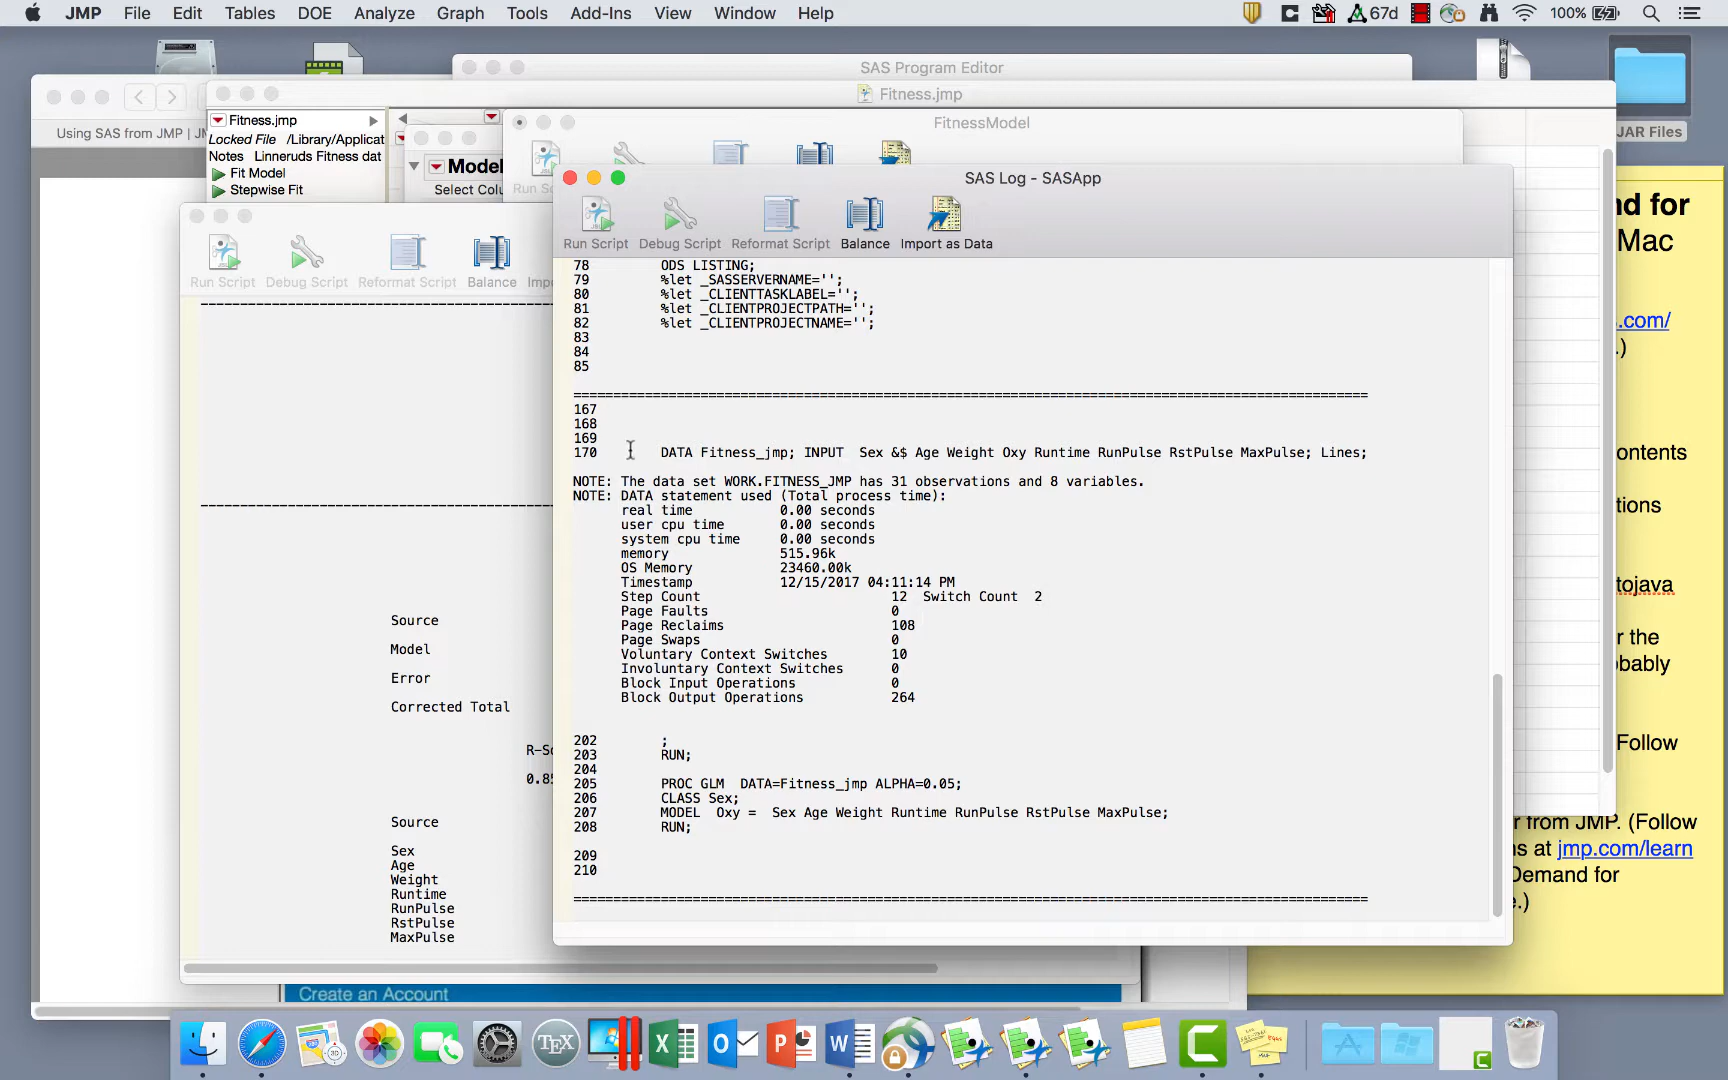 JMP File Edit Tables DOE Analyze Graph Tools Add-Ins View Window Help 67d 100%
SAS Program Editor
Fitness.jmp
Using SAS from JMP | JM
Fitness.jmp
Locked File /Library/Applicat
Notes Linneruds Fitness dat
Fit Model
Stepwise Fit
Model
Select Colu
FitnessModel
Run Sc
JAR Files
Run Script Debug Script Reformat Script Balance Impo
SAS Log - SASApp
Run Script Debug Script Reformat Script Balance Import as Data
78 ODS LISTING;
79 %let _SASSERVERNAME='';
80 %let _CLIENTTASKLABEL='';
81 %let _CLIENTPROJECTPATH='';
82 %let _CLIENTPROJECTNAME='';
83
84
85
167
168
169
170 DATA Fitness_jmp; INPUT Sex &$ Age Weight Oxy Runtime RunPulse RstPulse MaxPulse; Lines;
NOTE: The data set WORK.FITNESS_JMP has 31 observations and 8 variables.
NOTE: DATA statement used (Total process time):
real time 0.00 seconds
user cpu time 0.00 seconds
system cpu time 0.00 seconds
memory 515.96k
OS Memory 23460.00k
Timestamp 12/15/2017 04:11:14 PM
Step Count 12 Switch Count 2
Page Faults 0
Page Reclaims 108
Page Swaps 0
Voluntary Context Switches 10
Involuntary Context Switches 0
Block Input Operations 0
Block Output Operations 264
202 ;
203 RUN;
204
205 PROC GLM DATA=Fitness_jmp ALPHA=0.05;
206 CLASS Sex;
207 MODEL Oxy = Sex Age Weight Runtime RunPulse RstPulse MaxPulse;
208 RUN;
209
210
Source
Model
Error
Corrected Total
R-Sq
0.85
Source
Sex
Age
Weight
Runtime
RunPulse
RstPulse
MaxPulse
Create an Account
nd for
Mac
s.com/
.)
ontents
tions
tojava
r the
bably
Follow
r from JMP. (Follow
ns at jmp.com/learn
Demand for
e.)